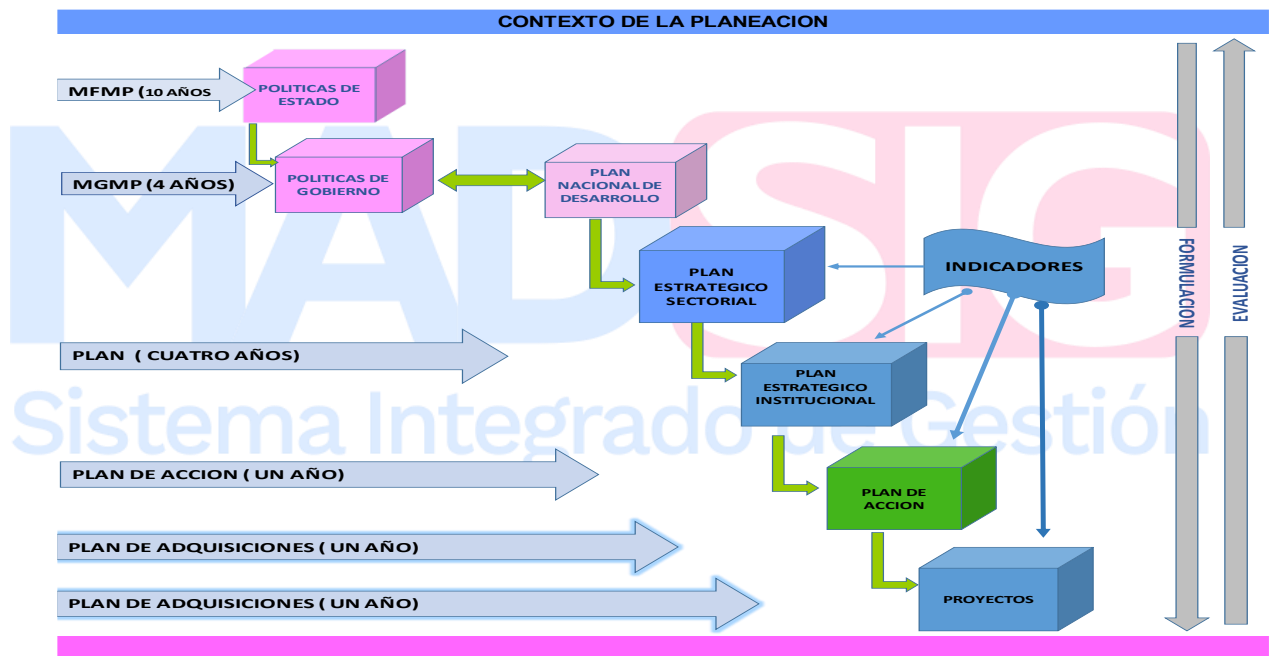 CONTEXTO DE LA PLANEACION
MFMP (10 AÑOS
POLITICAS DE
ESTADO
MGMP (4 AÑOS)
POLITICAS DE
GOBIERNO
PLAN
NACIONAL DE
DESARROLLO
PLAN
ESTRATEGICO
SECTORIAL
INDICADORES
FORMULACION
EVALUACION
MADSIG
PLAN ( CUATRO AÑOS)
PLAN
ESTRATEGICO
INSTITUCIONAL
Sistema Integrado de Gestión
PLAN DE ACCION ( UN AÑO)
PLAN DE
ACCION
PLAN DE ADQUISICIONES ( UN AÑO)
PLAN DE ADQUISICIONES ( UN AÑO)
PROYECTOS